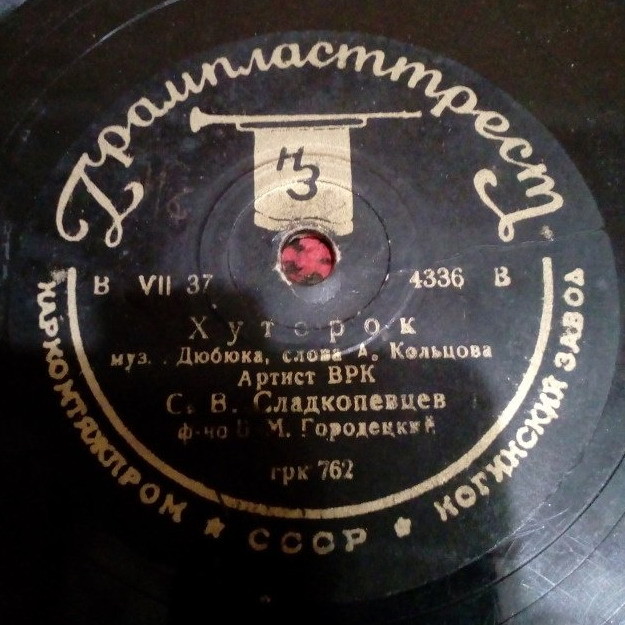 Грампласттрест
НЗ
В VII 37 4336 В
Хуторок
муз. Дюбюка, слова А. Кольцова
Артист ВРК
С. В. Сладкопевцев
ф-но М. Городецкий
грк 762
НАРКОМТЯЖПРОМ ★ СССР ★ НОГИНСКИЙ ЗАВОД